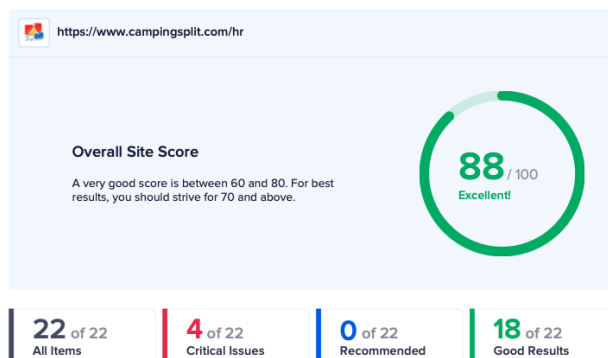 https://www.campingsplit.com/hr
Overall Site Score
A very good score is between 60 and 80. For best
results, you should strive for 70 and above.
88 / 100
Excellent!
22 of 22
All Items
4 of 22
Critical Issues
0 of 22
Recommended
18 of 22
Good Results